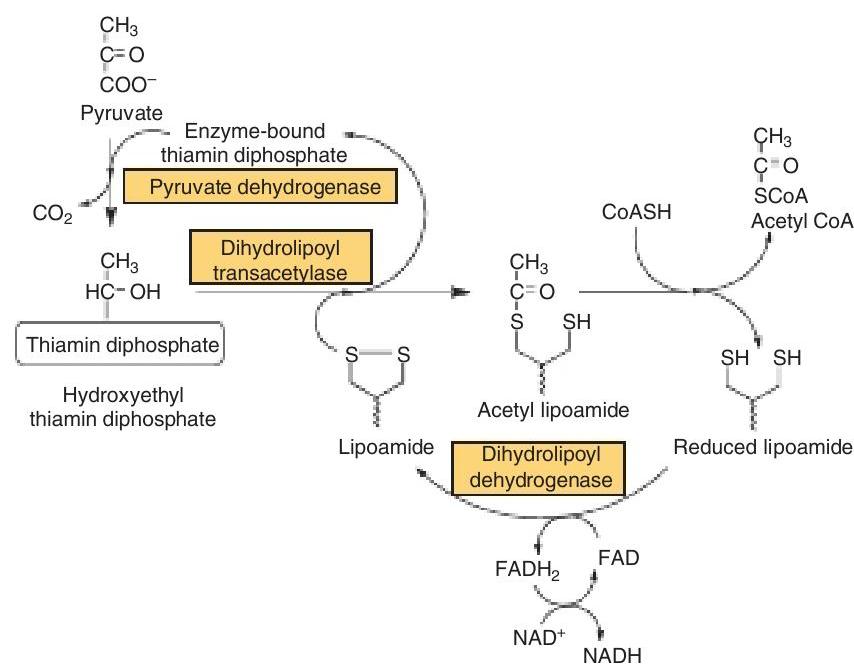 CH₃
C=O
COO⁻
Pyruvate
Enzyme-bound
thiamin diphosphate
Pyruvate dehydrogenase
CO₂
CH₃
C=O
SCoA
Acetyl CoA
CoASH
Dihydrolipoyl
transacetylase
CH₃
HC-OH
Thiamin diphosphate
Hydroxyethyl
thiamin diphosphate
S S
Lipoamide
CH₃
C=O
S SH
Acetyl lipoamide
SH SH
Reduced lipoamide
Dihydrolipoyl
dehydrogenase
FADH₂
FAD
NAD⁺
NADH